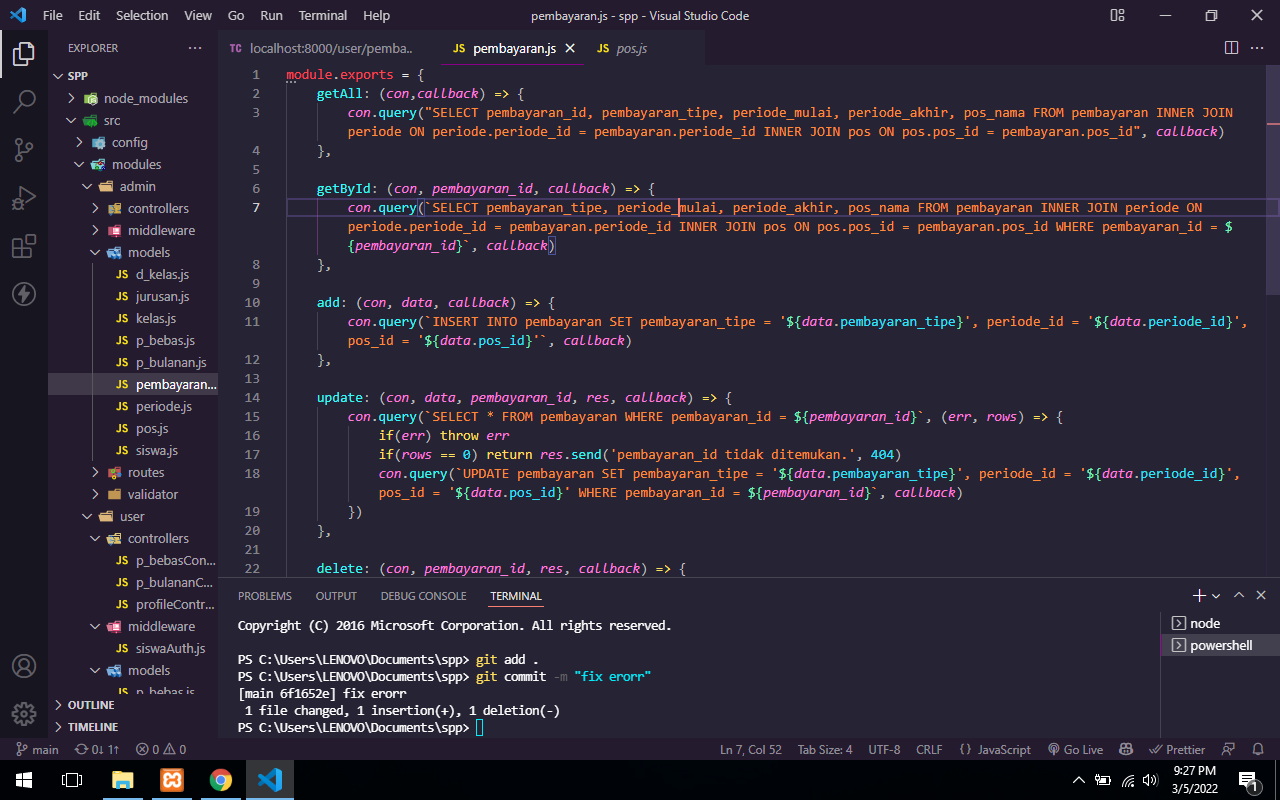 File Edit Selection View Go Run Terminal Help
pembayaran.js - spp - Visual Studio Code
EXPLORER
SPP
node_modules
src
config
modules
admin
controllers
middleware
models
JS d_kelas.js
JS jurusan.js
JS kelas.js
JS p_bebas.js
JS p_bulanan.js
JS pembayaran...
JS periode.js
JS pos.js
JS siswa.js
routes
validator
user
controllers
JS p_bebasCon...
JS p_bulananC...
JS profileContr...
middleware
JS siswaAuth.js
models
JS p_bebas.js
OUTLINE
TIMELINE
TC localhost:8000/user/pemba..
JS pembayaran.js
JS pos.js
1 module.exports = {
2 getAll: (con,callback) => {
3 con.query("SELECT pembayaran_id, pembayaran_tipe, periode_mulai, periode_akhir, pos_nama FROM pembayaran INNER JOIN
periode ON periode.periode_id = pembayaran.periode_id INNER JOIN pos ON pos.pos_id = pembayaran.pos_id", callback)
4 },
5
6 getById: (con, pembayaran_id, callback) => {
7 con.query(`SELECT pembayaran_tipe, periode_mulai, periode_akhir, pos_nama FROM pembayaran INNER JOIN periode ON
periode.periode_id = pembayaran.periode_id INNER JOIN pos ON pos.pos_id = pembayaran.pos_id WHERE pembayaran_id = $
{pembayaran_id}`, callback)
8 },
9
10 add: (con, data, callback) => {
11 con.query(`INSERT INTO pembayaran SET pembayaran_tipe = '${data.pembayaran_tipe}', periode_id = '${data.periode_id}',
pos_id = '${data.pos_id}'`, callback)
12 },
13
14 update: (con, data, pembayaran_id, res, callback) => {
15 con.query(`SELECT * FROM pembayaran WHERE pembayaran_id = ${pembayaran_id}`, (err, rows) => {
16 if(err) throw err
17 if(rows == 0) return res.send('pembayaran_id tidak ditemukan.', 404)
18 con.query(`UPDATE pembayaran SET pembayaran_tipe = '${data.pembayaran_tipe}', periode_id = '${data.periode_id}',
pos_id = '${data.pos_id}' WHERE pembayaran_id = ${pembayaran_id}`, callback)
19 })
20 },
21
22 delete: (con, pembayaran_id, res, callback) => {
PROBLEMS OUTPUT DEBUG CONSOLE TERMINAL
Copyright (C) 2016 Microsoft Corporation. All rights reserved.
PS C:\Users\LENOVO\Documents\spp> git add .
PS C:\Users\LENOVO\Documents\spp> git commit -m "fix erorr"
[main 6f1652e] fix erorr
1 file changed, 1 insertion(+), 1 deletion(-)
PS C:\Users\LENOVO\Documents\spp>
node
powershell
main 0↓ 1↑ 0 0 Ln 7, Col 52 Tab Size: 4 UTF-8 CRLF {} JavaScript Go Live Prettier
9:27 PM
3/5/2022
1